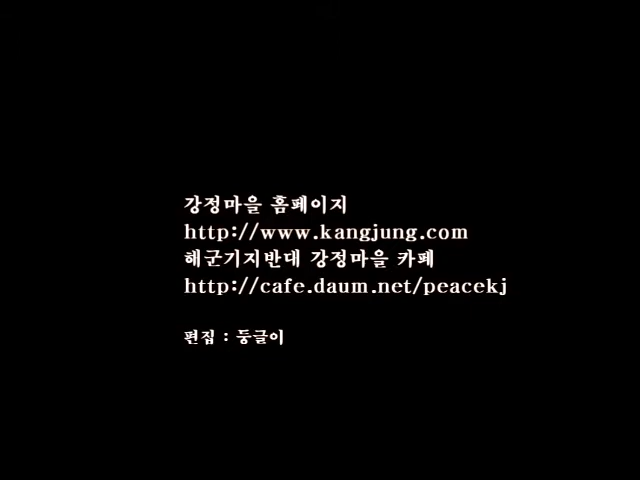 강정마을 홈페이지
http://www.kangjung.com
해군기지반대 강정마을 카페
http://cafe.daum.net/peacekj
편집 : 둥글이